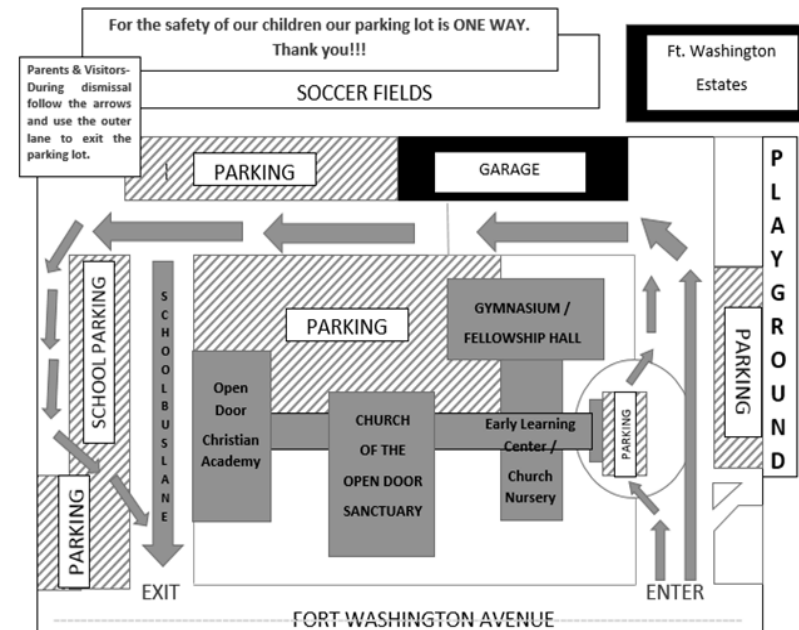 For the safety of our children our parking lot is ONE WAY.
Thank you!!!
Parents & Visitors-
During dismissal
follow the arrows
and use the outer
lane to exit the
parking lot.
SOCCER FIELDS
Ft. Washington
Estates
PARKING
GARAGE
PLAYGROUND
SCHOOL PARKING
SCHOOLBUSLANE
PARKING
GYMNASIUM /
FELLOWSHIP HALL
PARKING
Open
Door
Christian
Academy
CHURCH
OF THE
OPEN DOOR
SANCTUARY
Early Learning
Center /
Church
Nursery
PARKING
PARKING
EXIT
ENTER
FORT WASHINGTON AVENUE